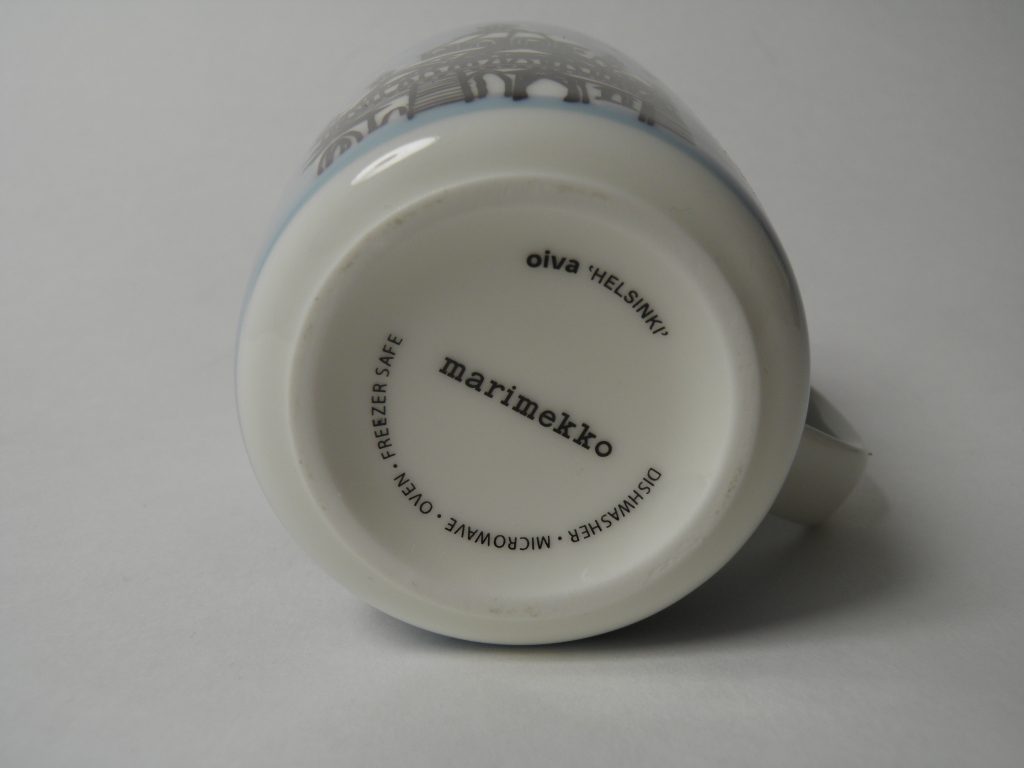 oiva ‘HELSINKI’
marimekko
DISHWASHER · MICROWAVE · OVEN · FREEZER SAFE